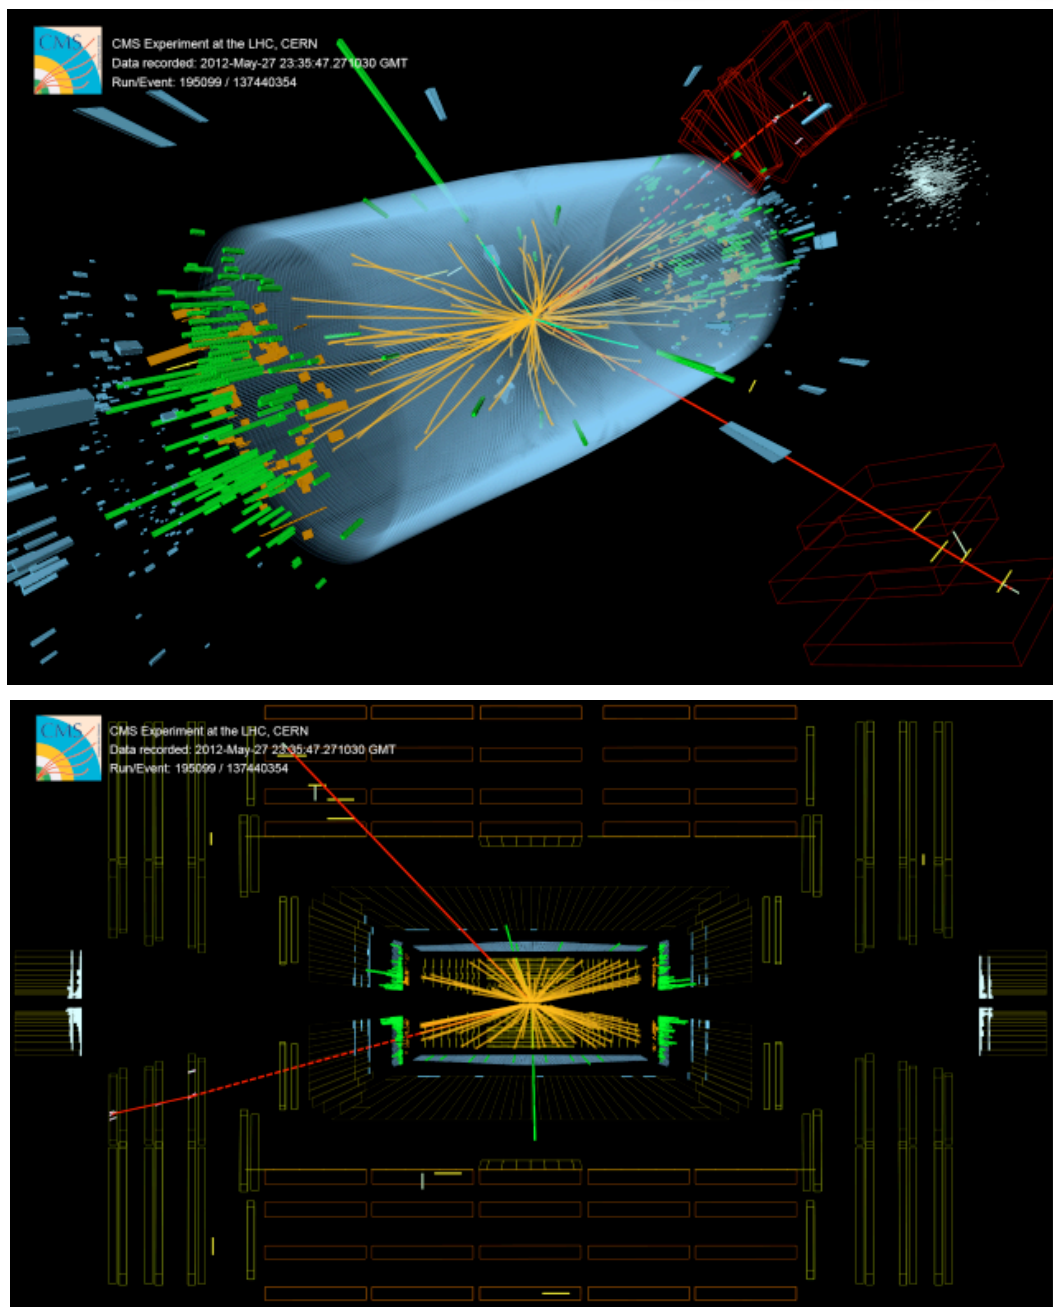 CMS
CMS Experiment at the LHC, CERN
Data recorded: 2012-May-27 23:35:47.271030 GMT
Run/Event: 195099 / 137440354
CMS
CMS Experiment at the LHC, CERN
Data recorded: 2012-May-27 23:35:47.271030 GMT
Run/Event: 195099 / 137440354